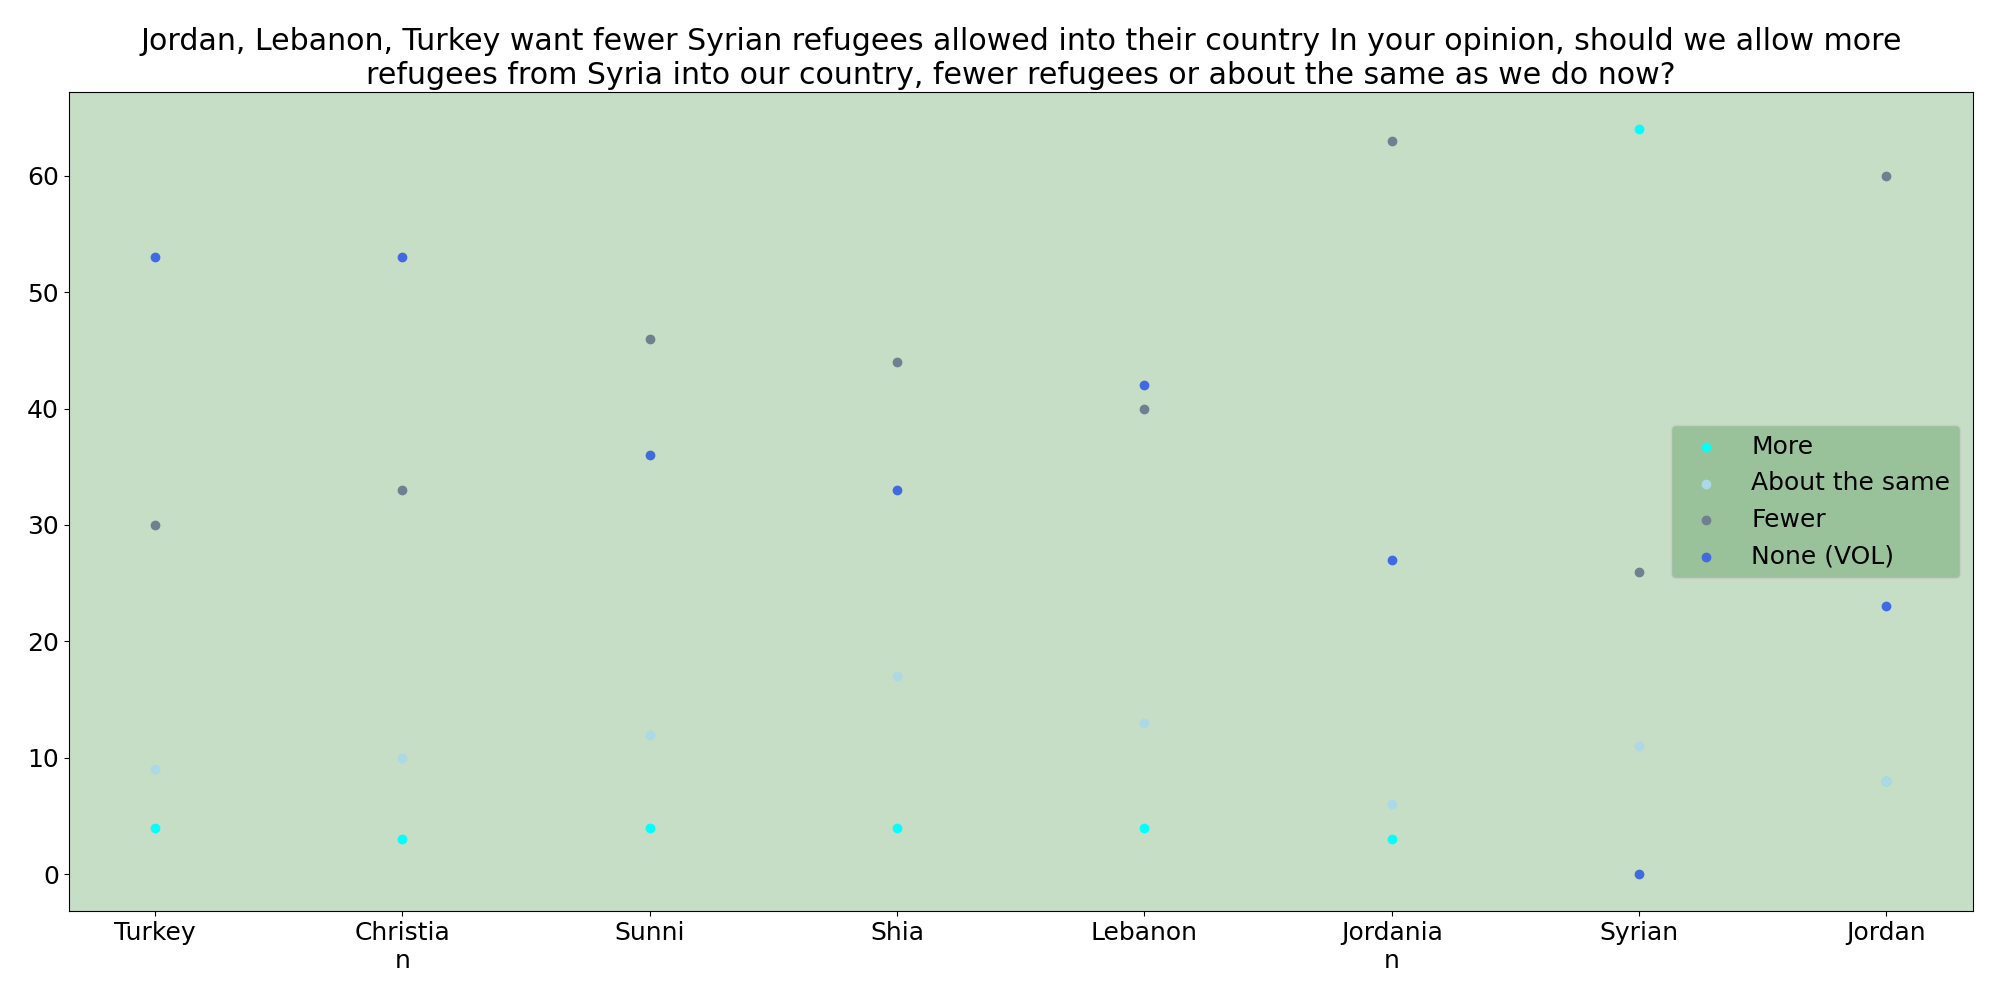 Jordan, Lebanon, Turkey want fewer Syrian refugees allowed into their country In your opinion, should we allow more
refugees from Syria into our country, fewer refugees or about the same as we do now?
60
50
40
30
20
10
0
More
About the same
Fewer
None (VOL)
Turkey
Christia
n
Sunni
Shia
Lebanon
Jordania
n
Syrian
Jordan